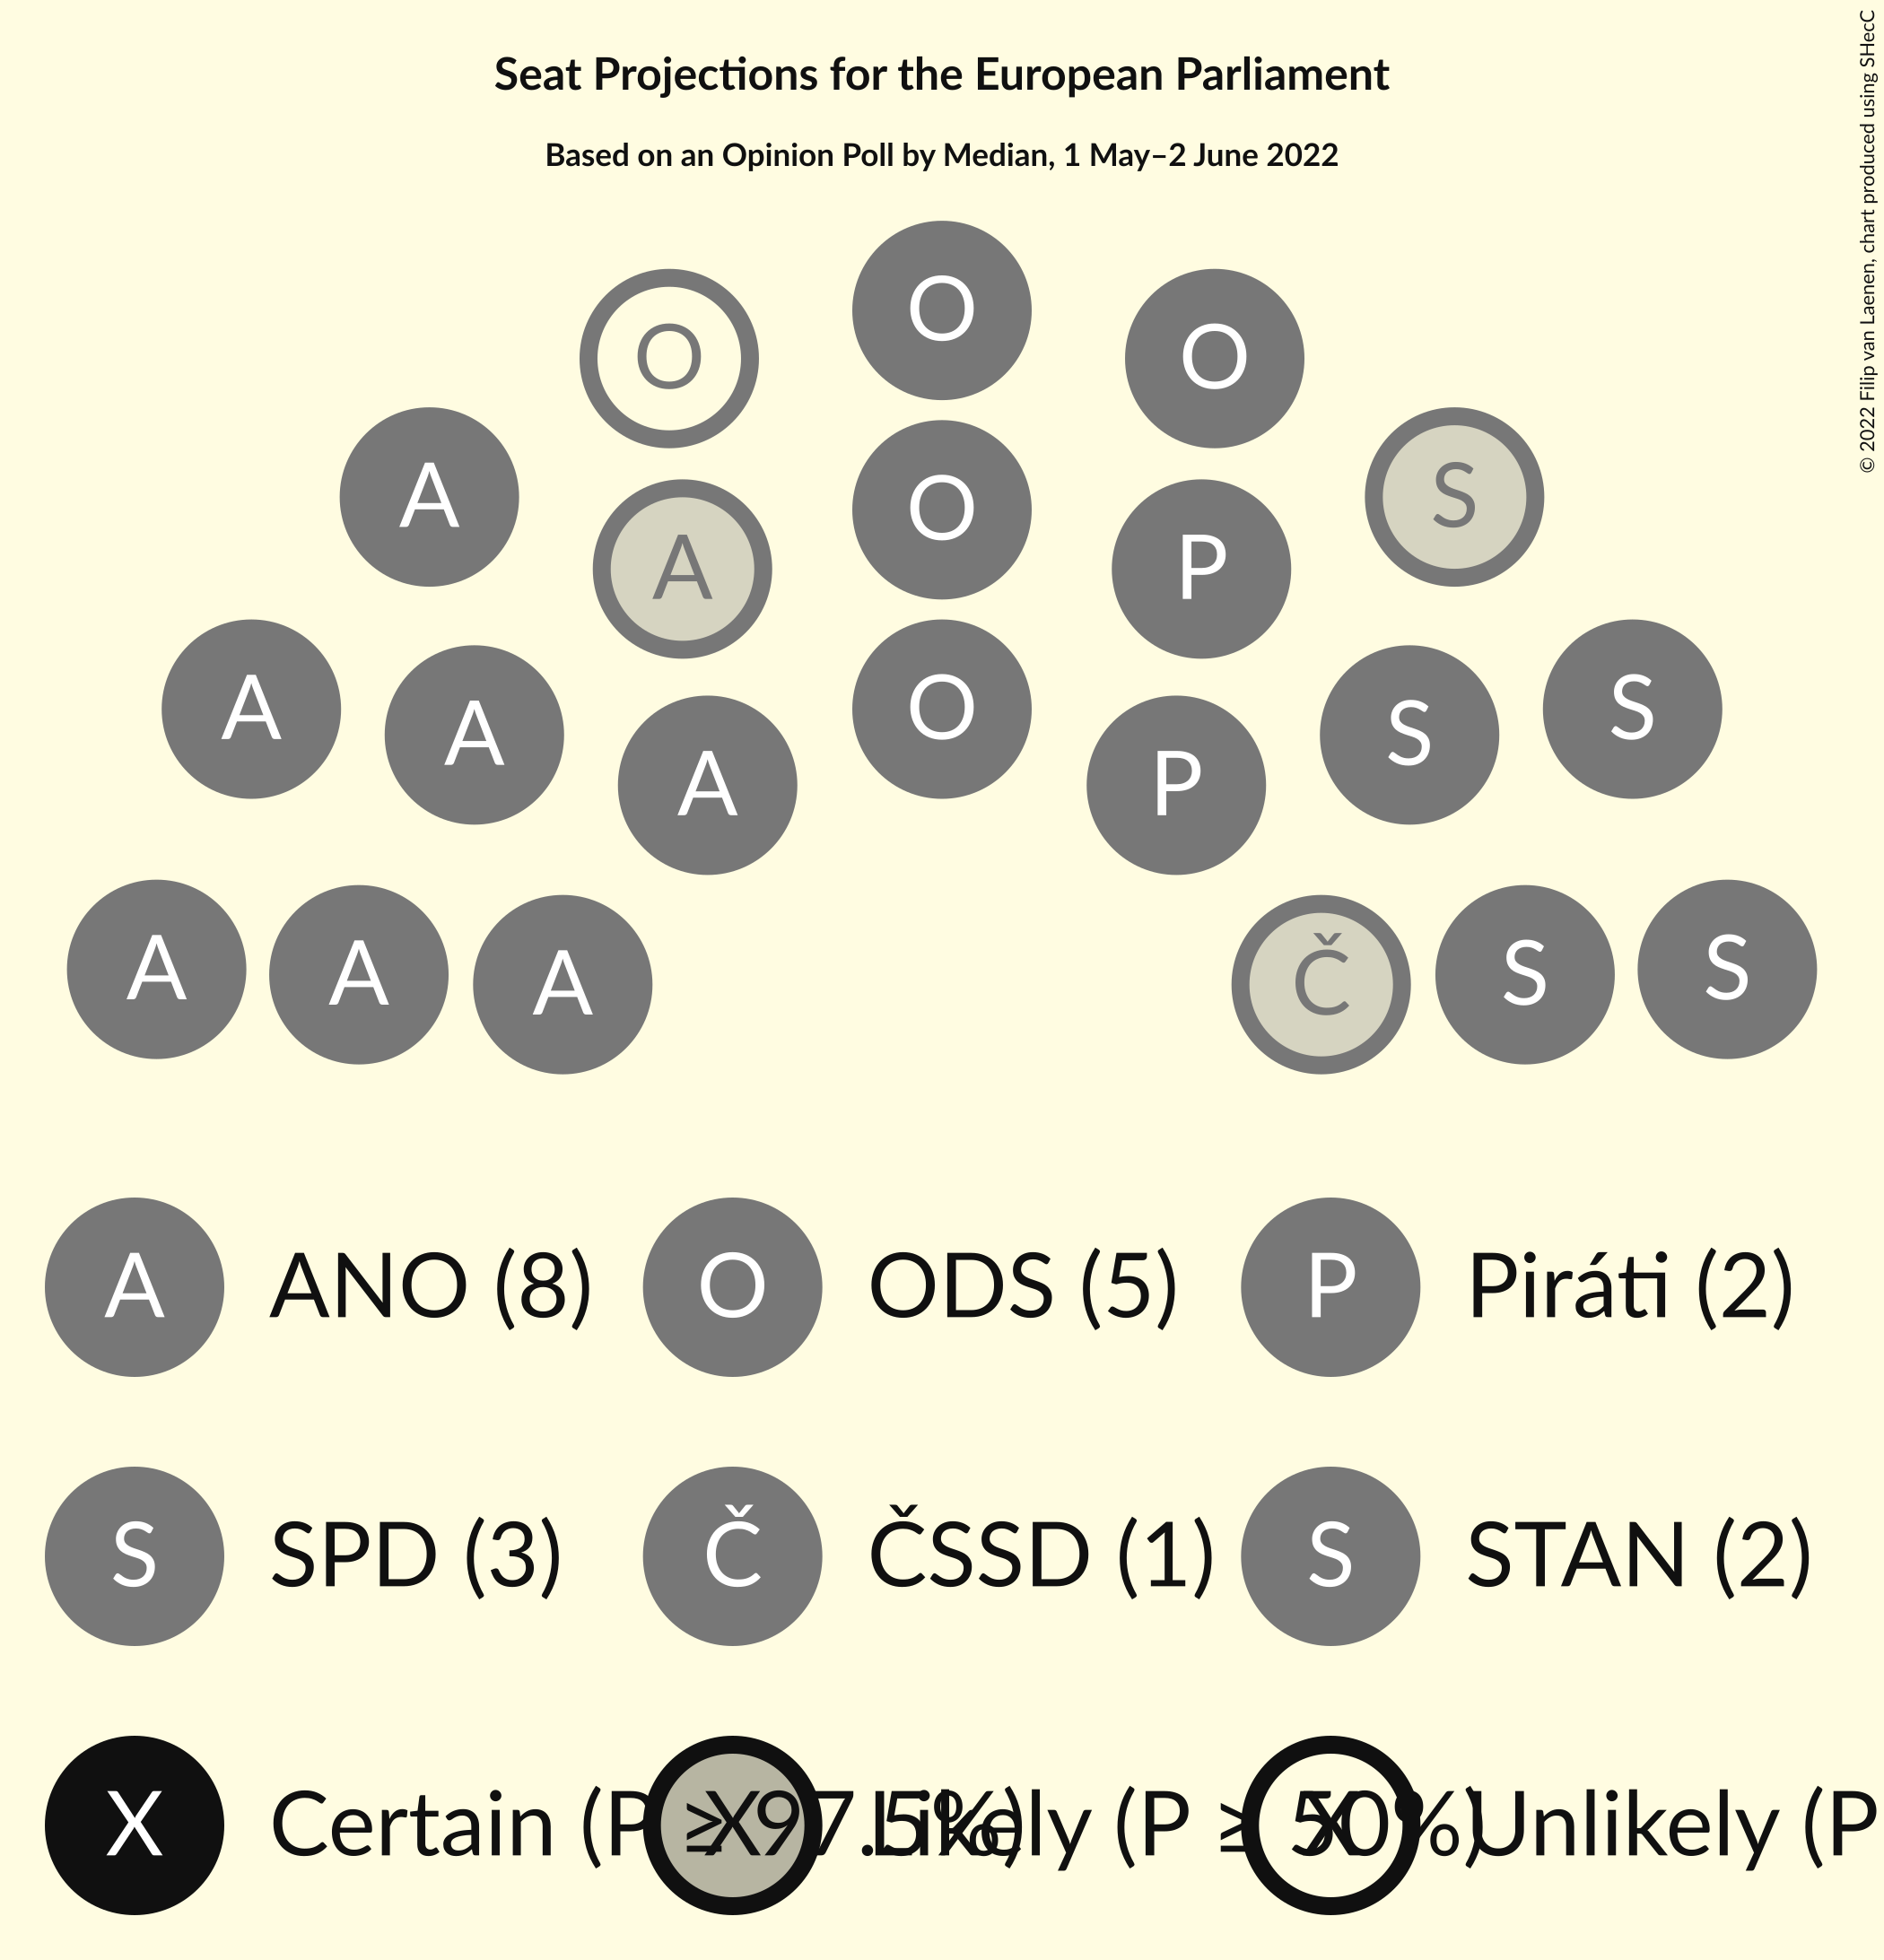 Seat Projections for the European Parliament
Based on an Opinion Poll by Median, 1 May–2 June 2022
© 2022 Filip van Laenen, chart produced using SHecC
O
O O
A S
O
A P
A S
O
A S
A P
A S
A S
A Č
A ANO (8) O ODS (5) P Piráti (2)
S SPD (3) Č ČSSD (1) S STAN (2)
X Certain (P ≥ 97.5%) X Likely (P ≥ 50%) X Unlikely (P